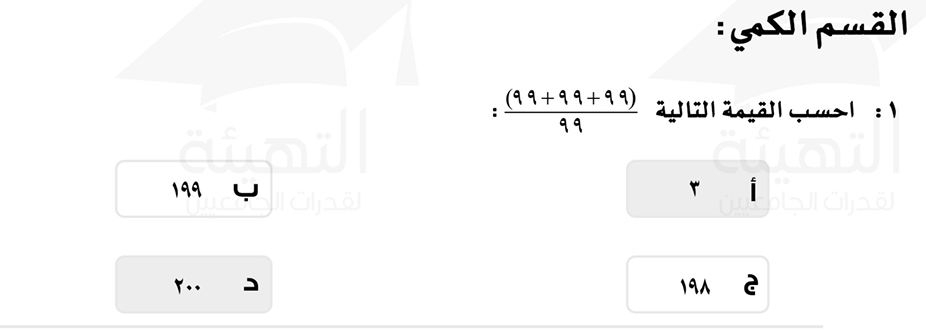 القسم الكمي:
١ : احسب القيمة التالية (٩٩+٩٩+٩٩) / ٩٩ :
أ ٣
ب ١٩٩
ج ١٩٨
د ٢٠٠
التهيئة
لقدرات الجامعيين
التهيئة
لقدرات الجامعيين